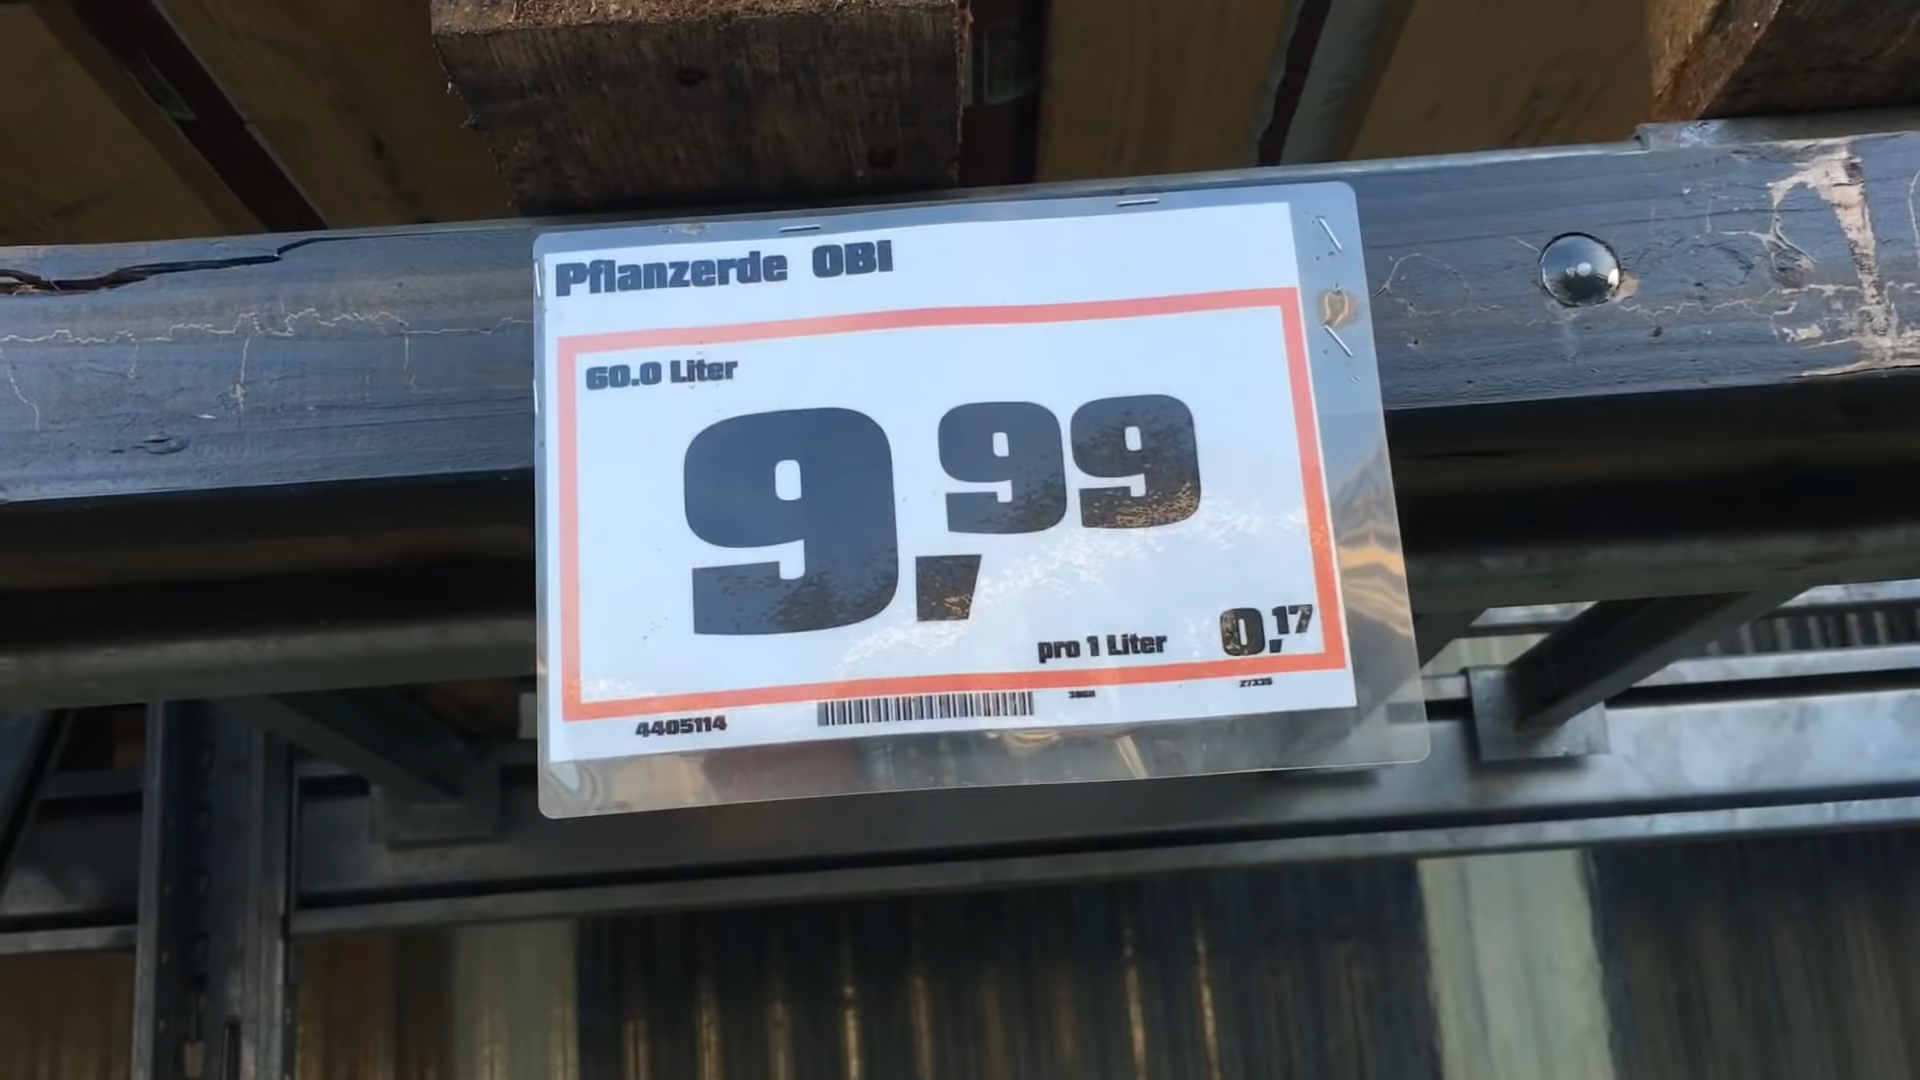 Pflanzerde OBI
60.0 Liter
9,99
pro 1 Liter 0,17
4405114